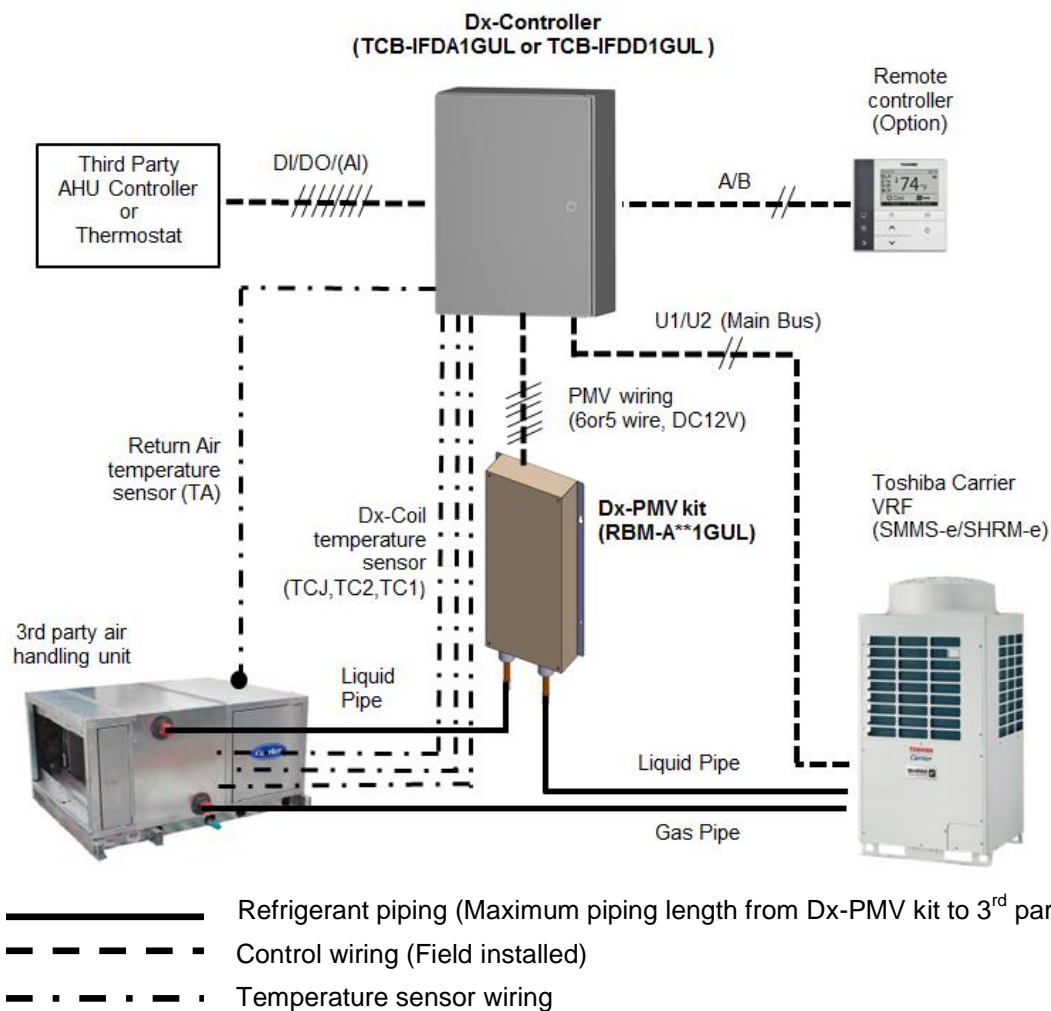 Dx-Controller
(TCB-IFDA1GUL or TCB-IFDD1GUL )
Remote
controller
(Option)
Third Party
AHU Controller
or
Thermostat
DI/DO/(AI)
A/B
TOSHIBA
74 °F
Cool
U1/U2 (Main Bus)
PMV wiring
(6or5 wire, DC12V)
Return Air
temperature
sensor (TA)
Dx-Coil
temperature
sensor
(TCJ,TC2,TC1)
Dx-PMV kit
(RBM-A**1GUL)
Toshiba Carrier
VRF
(SMMS-e/SHRM-e)
3rd party air
handling unit
Liquid
Pipe
Carrier
Liquid Pipe
TOSHIBA
Carrier
Gas Pipe
Refrigerant piping (Maximum piping length from Dx-PMV kit to 3rd par
Control wiring (Field installed)
Temperature sensor wiring